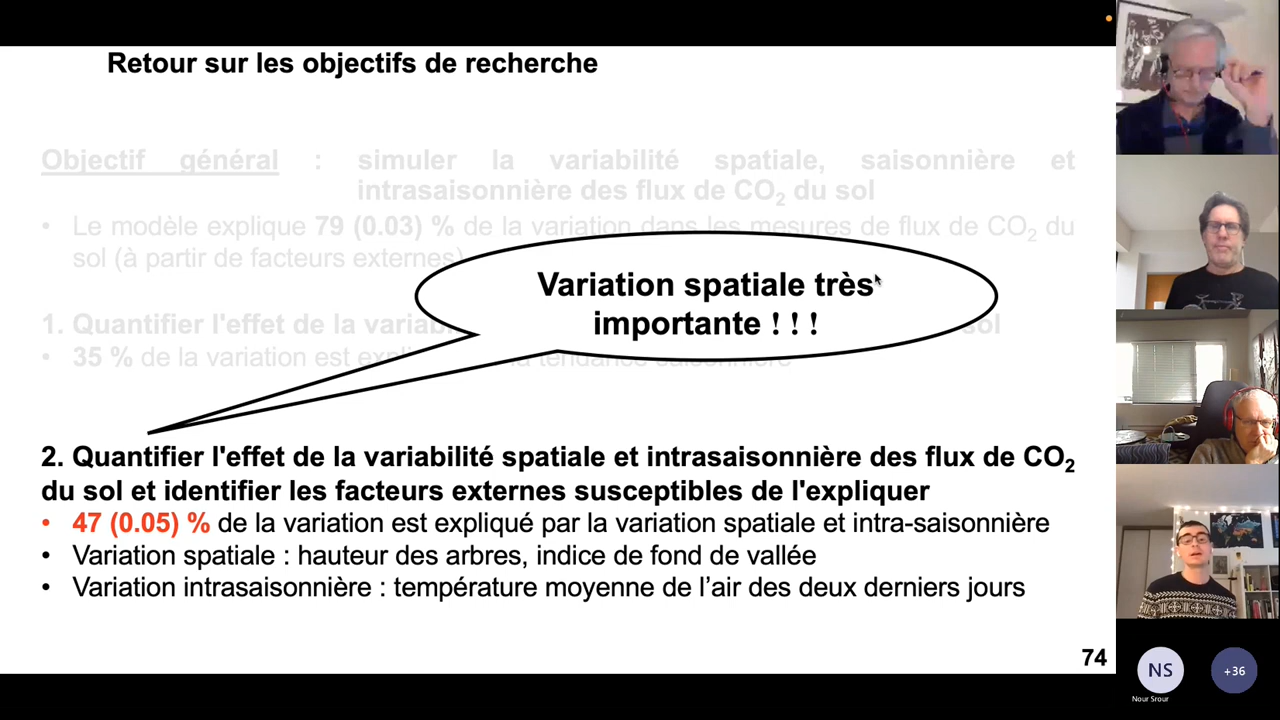 Retour sur les objectifs de recherche
Objectif général : simuler la variabilité spatiale, saisonnière et
intrasaisonnière des flux de CO2 du sol
• Le modèle explique 79 (0.03) % de la variation dans les mesures de flux de CO2 du
sol (à partir de facteurs externes)
Variation spatiale très
importante ! ! !
1. Quantifier l'effet de la sol
• 35 % de la variation est la tendance saisonnière
2. Quantifier l'effet de la variabilité spatiale et intrasaisonnière des flux de CO2
du sol et identifier les facteurs externes susceptibles de l'expliquer
• 47 (0.05) % de la variation est expliqué par la variation spatiale et intra-saisonnière
• Variation spatiale : hauteur des arbres, indice de fond de vallée
• Variation intrasaisonnière : température moyenne de l’air des deux derniers jours
74
NS
+36
Nour Srour